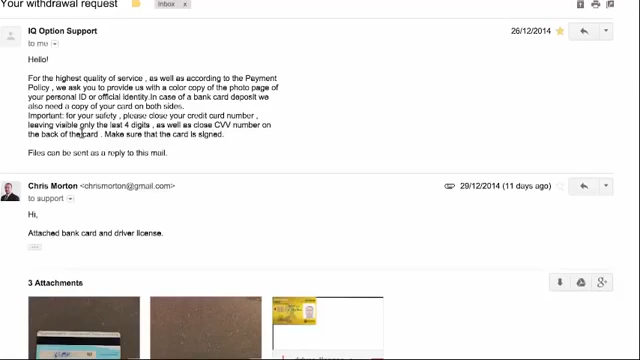 Your withdrawal request
Inbox x
IQ Option Support
26/12/2014
to me
Hello!
For the highest quality of service , as well as according to the Payment
Policy , we ask you to provide us with a color copy of the photo page of
your personal ID or official identity.In case of a bank card deposit we
also need a copy of your card on both sides.
Important: for your safety , please close your credit card number ,
leaving visible only the last 4 digits , as well as close CVV number on
the back of the card . Make sure that the card is signed.
Files can be sent as a reply to this mail.
Chris Morton <chrismorton@gmail.com>
29/12/2014 (11 days ago)
to support
Hi,
Attached bank card and driver license.
3 Attachments